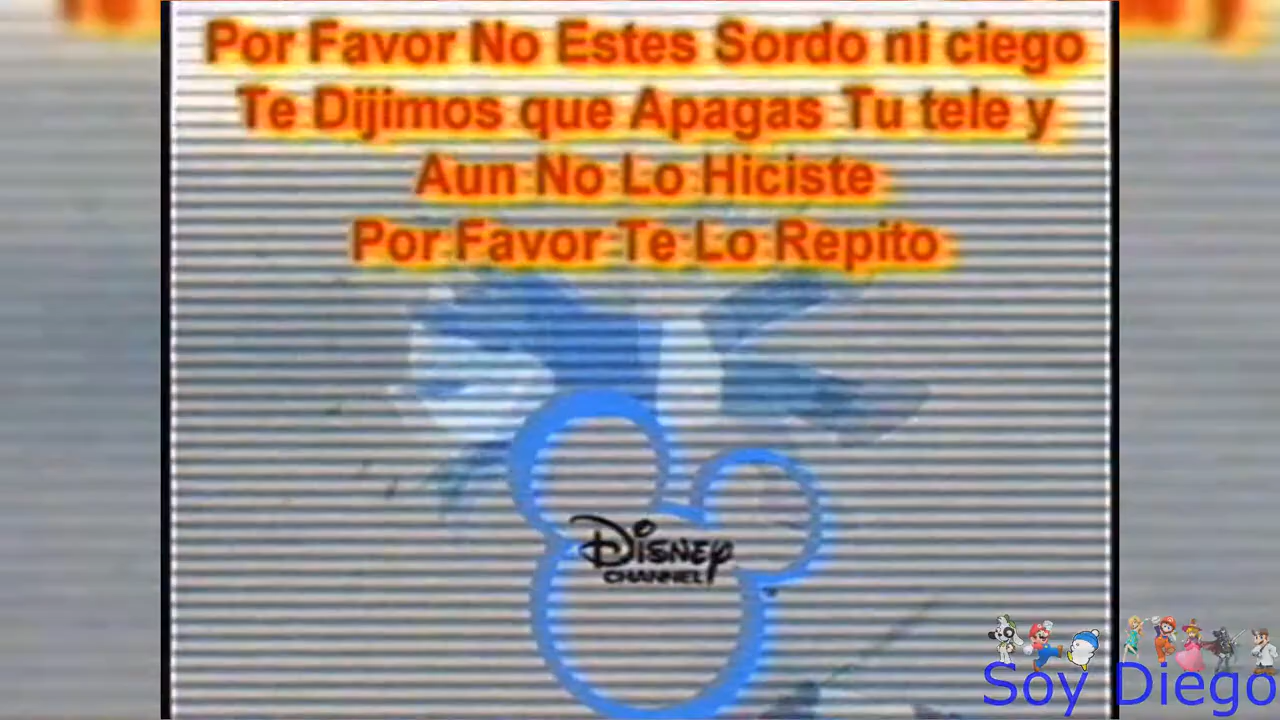 Por Favor No Estes Sordo ni ciego
Te Dijimos que Apagas Tu tele y
Aun No Lo Hiciste
Por Favor Te Lo Repito
Disney
CHANNEL
Soy Diego